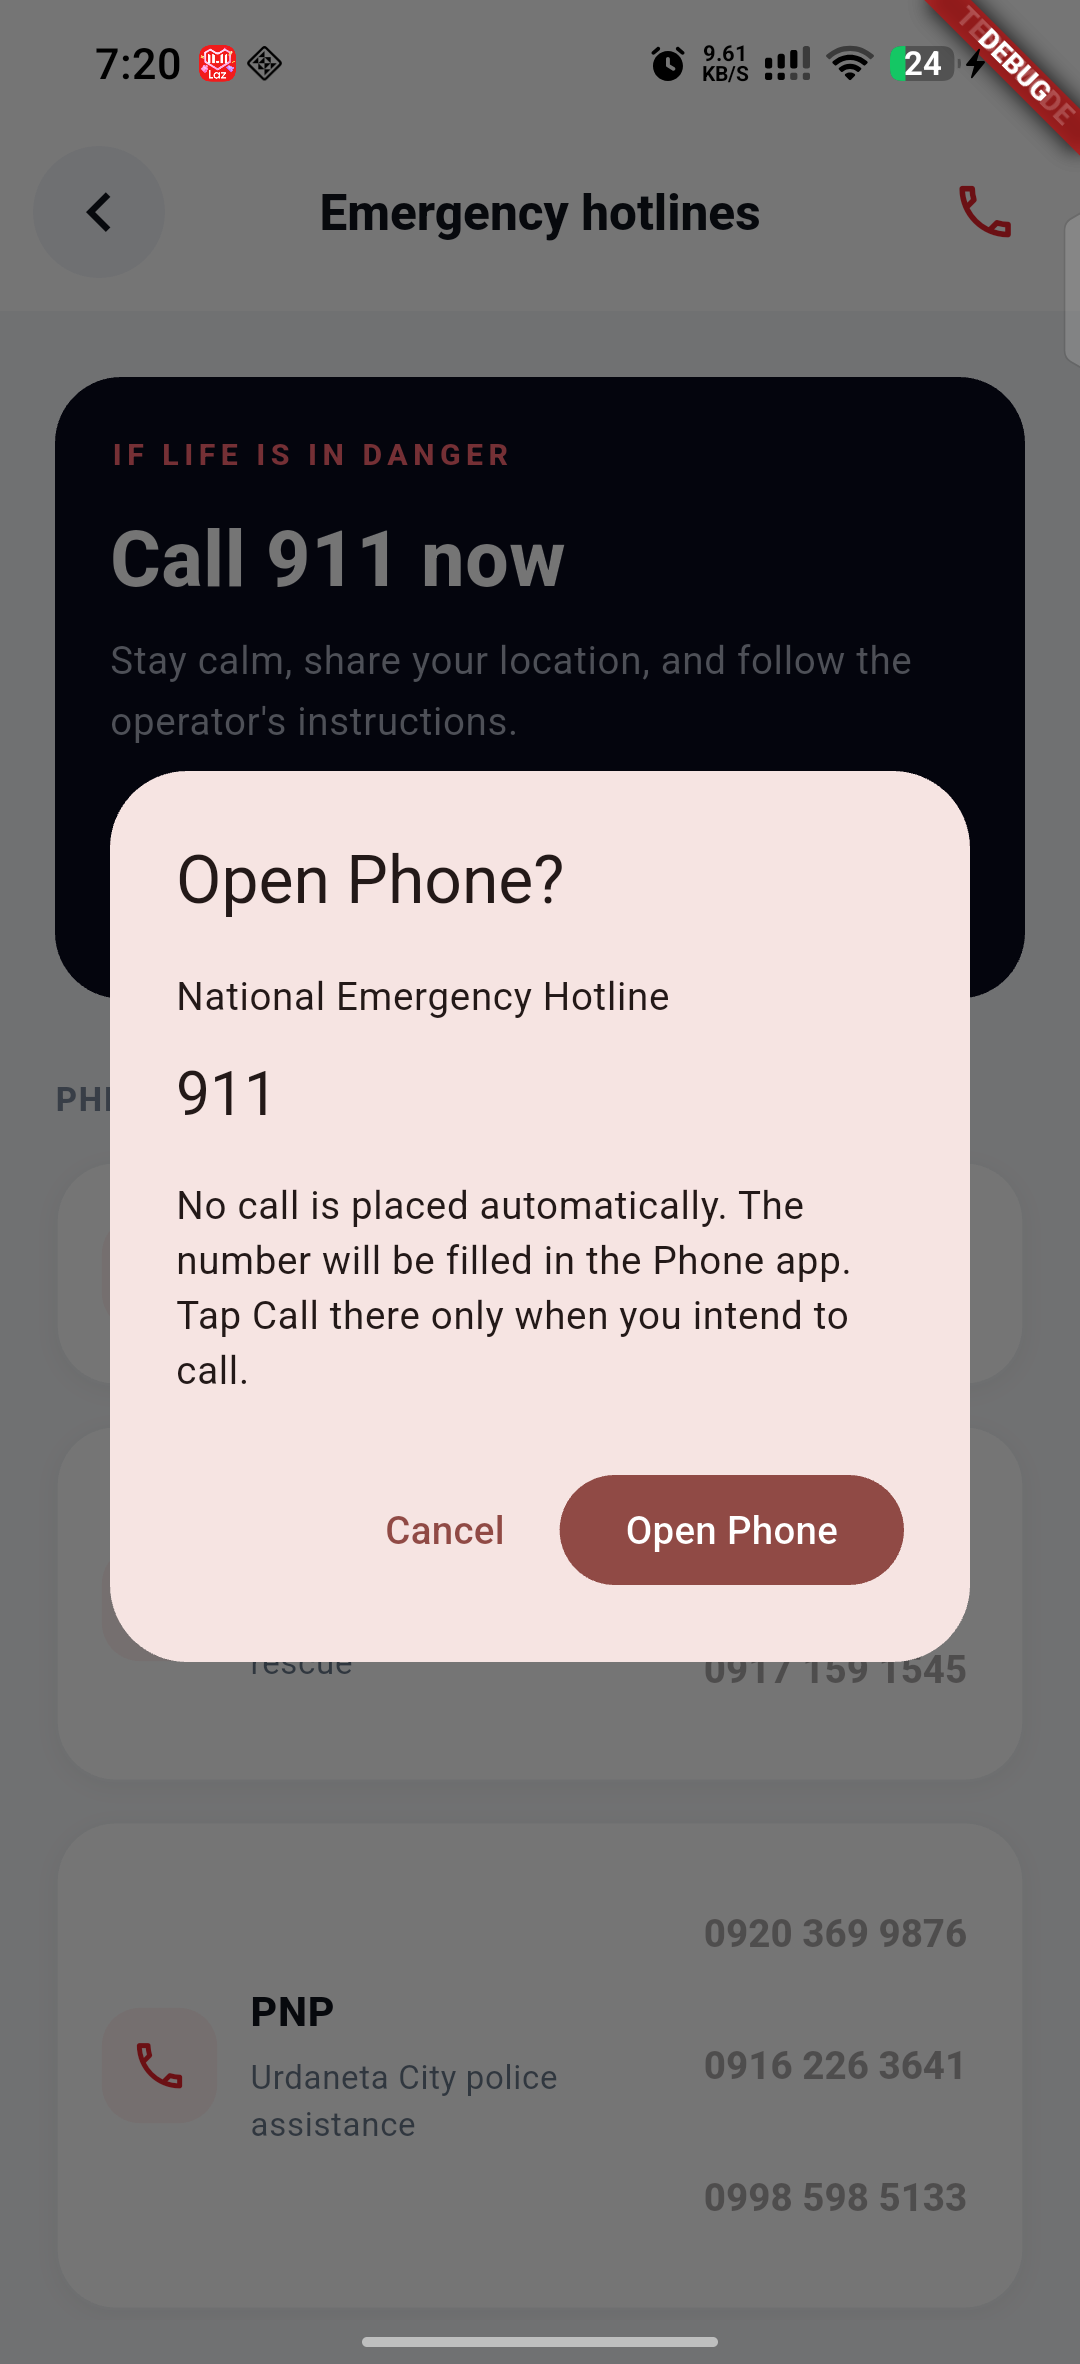 7:20
Laz
9.61
KB/S
24
DEBUG
Emergency hotlines
IF LIFE IS IN DANGER
Call 911 now
Stay calm, share your location, and follow the
operator's instructions.
Open Phone?
National Emergency Hotline
911
No call is placed automatically. The
number will be filled in the Phone app.
Tap Call there only when you intend to
call.
Cancel
Open Phone
rescue
0917 159 1545
PNP
Urdaneta City police
assistance
0920 369 9876
0916 226 3641
0998 598 5133